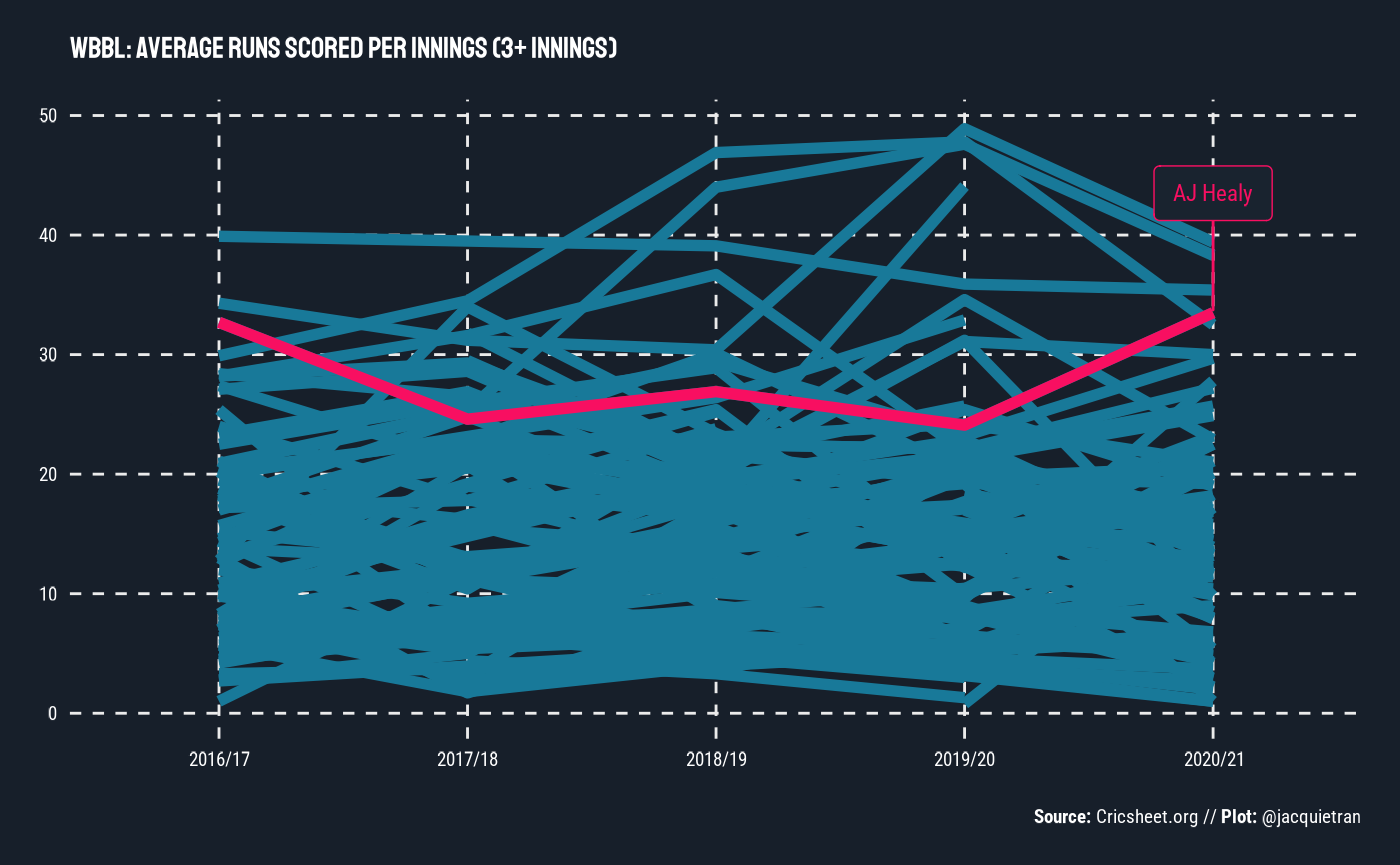 WBBL: AVERAGE RUNS SCORED PER INNINGS (3+ INNINGS)
50
40
30
20
10
0
AJ Healy
2016/17 2017/18 2018/19 2019/20 2020/21
Source: Cricsheet.org // Plot: @jacquietran